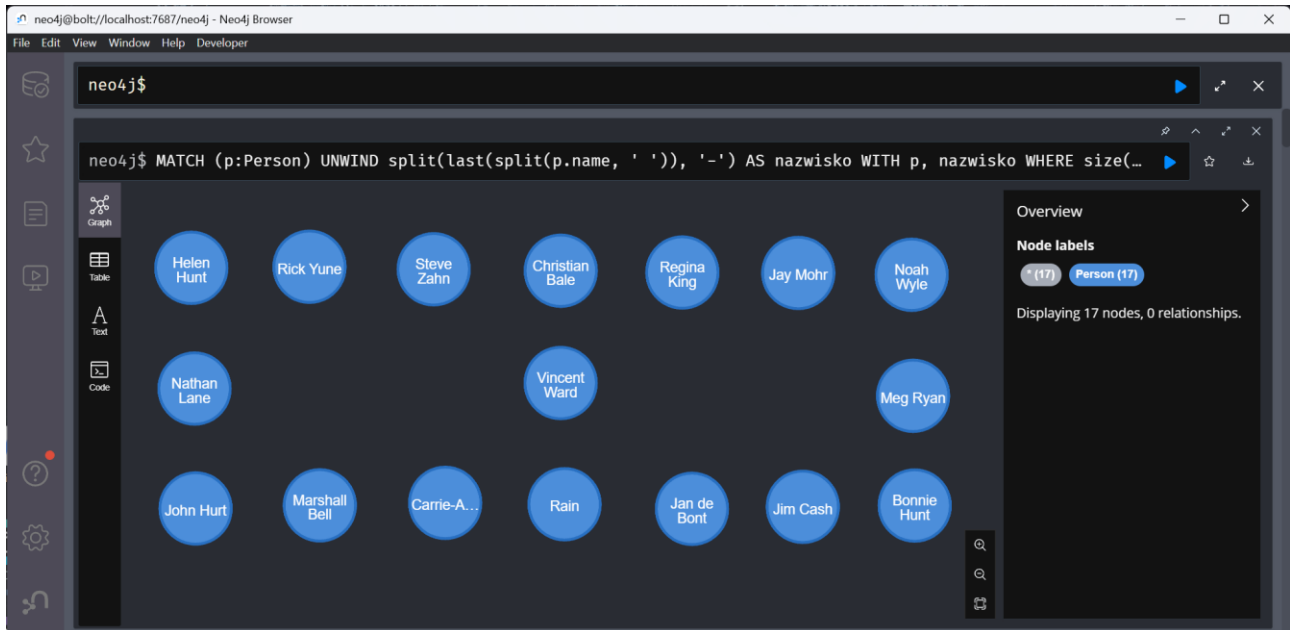 neo4j@bolt://localhost:7687/neo4j - Neo4j Browser
File Edit View Window Help Developer
neo4j$
neo4j$ MATCH (p:Person) UNWIND split(last(split(p.name, ' ')), '-') AS nazwisko WITH p, nazwisko WHERE size(…
Graph
Table
Text
Code
Helen
Hunt
Rick Yune
Steve
Zahn
Christian
Bale
Regina
King
Jay Mohr
Noah
Wyle
Nathan
Lane
Vincent
Ward
Meg Ryan
John Hurt
Marshall
Bell
Carrie-A...
Rain
Jan de
Bont
Jim Cash
Bonnie
Hunt
Overview
Node labels
* (17) Person (17)
Displaying 17 nodes, 0 relationships.